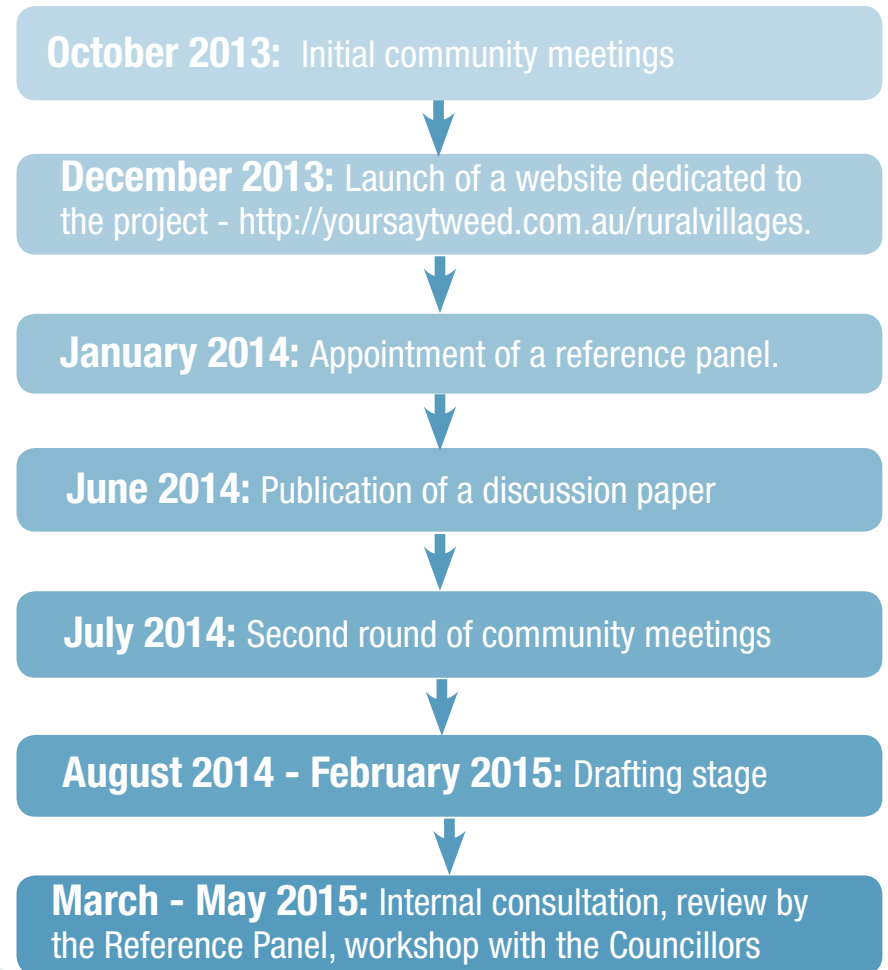 October 2013: Initial community meetings
December 2013: Launch of a website dedicated to
the project - http://yoursaytweed.com.au/ruralvillages.
January 2014: Appointment of a reference panel.
June 2014: Publication of a discussion paper
July 2014: Second round of community meetings
August 2014 - February 2015: Drafting stage
March - May 2015: Internal consultation, review by
the Reference Panel, workshop with the Councillors